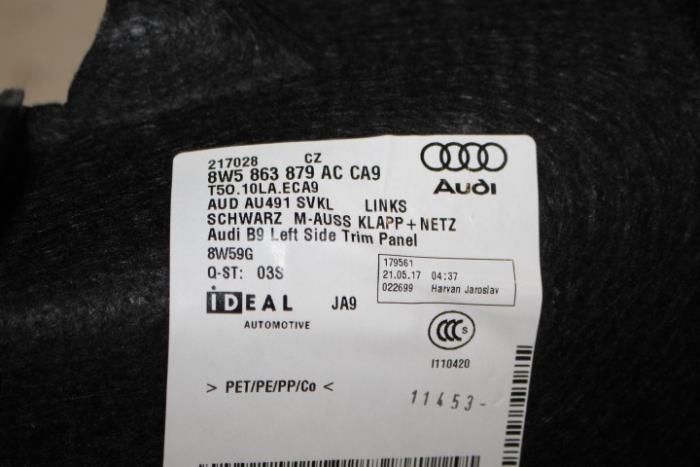 217028 CZ
8W5 863 879 AC CA9
T50.10LA.ECA9
AUD AU491 SVKL LINKS
SCHWARZ M-AUSS KLAPP+NETZ
Audi B9 Left Side Trim Panel
8W59G
Q-ST: 03S
Audi
179561
21.05.17 04:37
022699 Harvan Jaroslav
IDEAL JA9
AUTOMOTIVE
CCC S
I110420
> PET/PE/PP/Co <
11453-